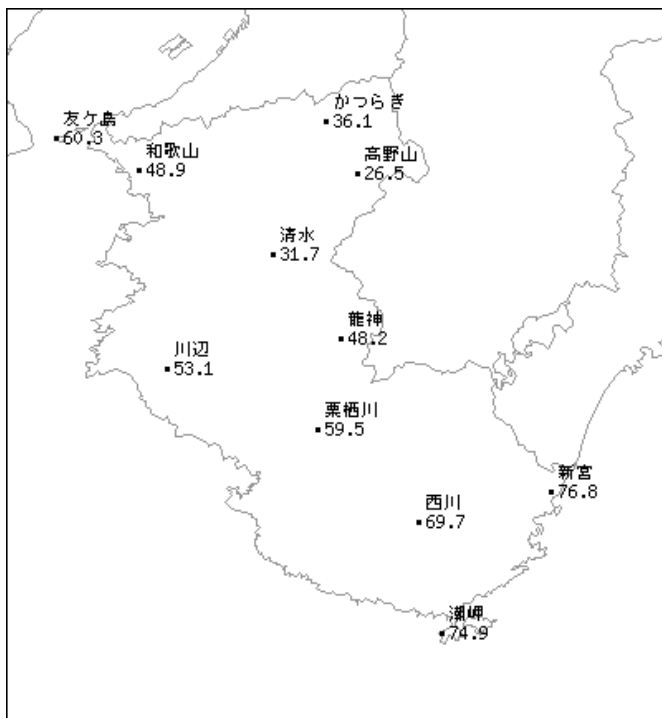 かつらぎ
36.1
友ケ島
60.3
和歌山
48.9
高野山
26.5
清水
31.7
龍神
48.2
川辺
53.1
栗栖川
59.5
新宮
76.8
西川
69.7
潮岬
74.9